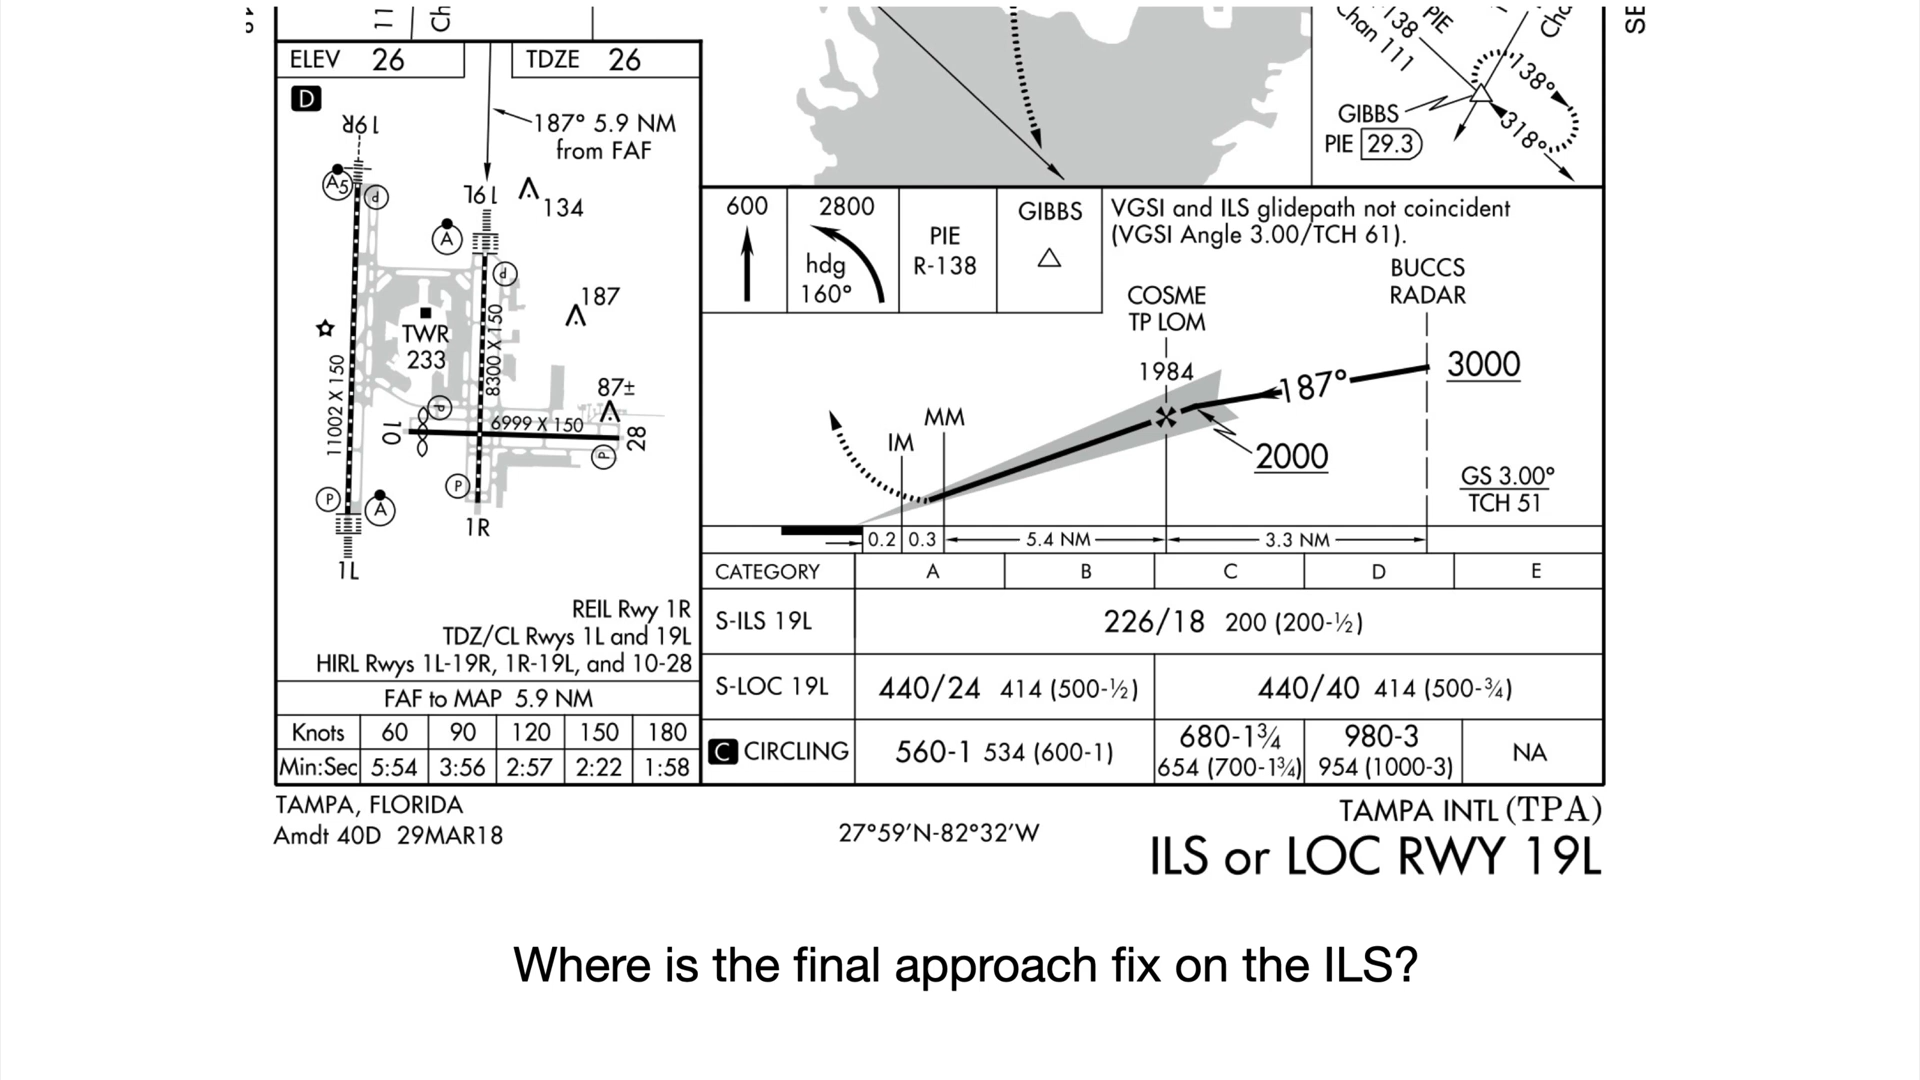 ELEV 26
TDZE 26
D
187° 5.9 NM
from FAF
19R
A5
P
19L
134
A
P
187
TWR
233
11002 X 150
8300 X 150
87±
P
6999 X 150
10
28
P
P
P
A
1R
1L
REIL Rwy 1R
TDZ/CL Rwys 1L and 19L
HIRL Rwys 1L-19R, 1R-19L, and 10-28
FAF to MAP 5.9 NM
Knots 60 90 120 150 180
Min:Sec 5:54 3:56 2:57 2:22 1:58
PIE
138
Chan 111
138°
318°
GIBBS
PIE 29.3
600
2800
hdg
160°
PIE
R-138
GIBBS
VGSI and ILS glidepath not coincident
(VGSI Angle 3.00/TCH 61).
BUCCS
RADAR
COSME
TP LOM
1984
187°
3000
MM
IM
2000
GS 3.00°
TCH 51
0.2 0.3 5.4 NM 3.3 NM
CATEGORY A B C D E
S-ILS 19L 226/18 200 (200-½)
S-LOC 19L 440/24 414 (500-½) 440/40 414 (500-¾)
C CIRCLING 560-1 534 (600-1) 680-1¾ 654 (700-1¾) 980-3 954 (1000-3) NA
TAMPA, FLORIDA
Amdt 40D 29MAR18
27°59'N-82°32'W
TAMPA INTL (TPA)
ILS or LOC RWY 19L
Where is the final approach fix on the ILS?